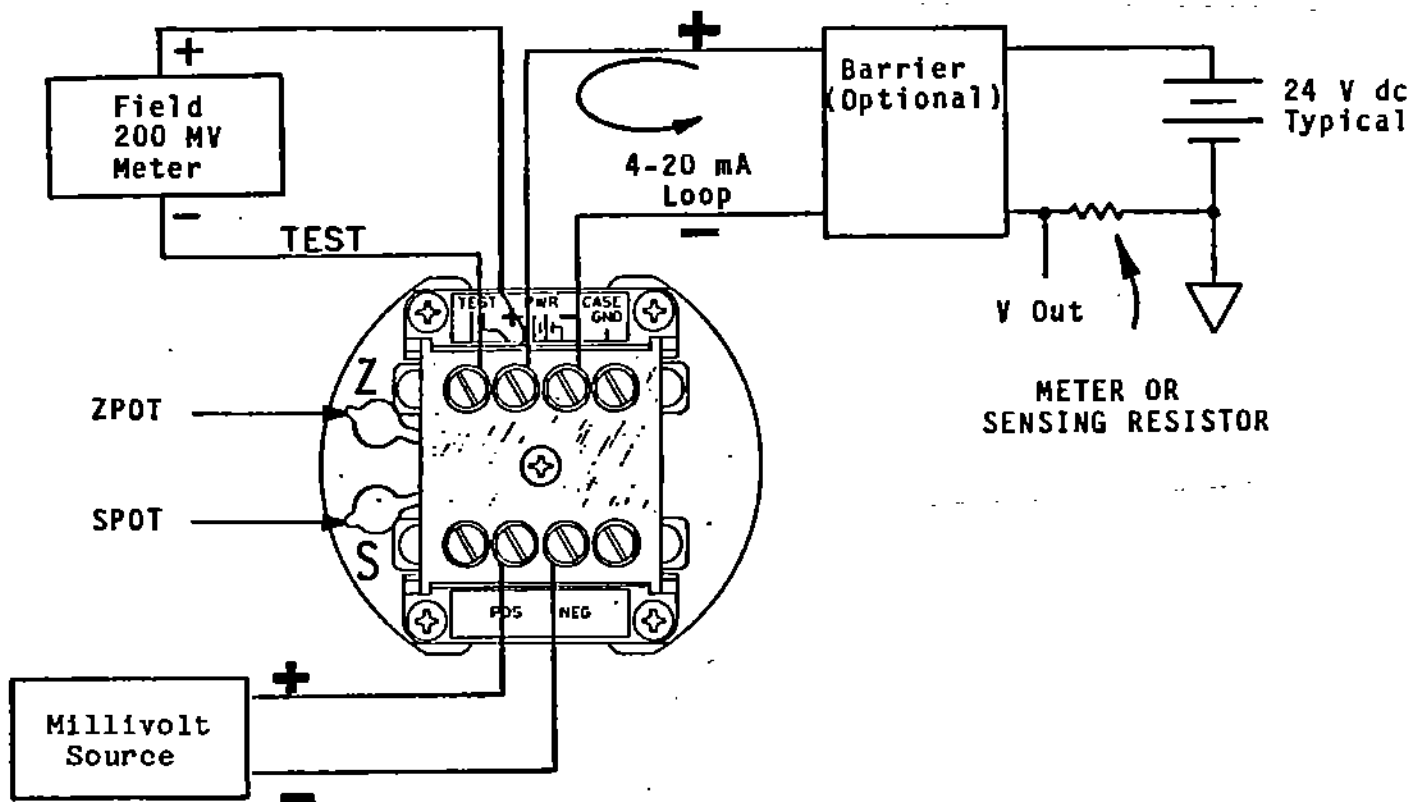 +
Field
200 MV
Meter
-
TEST
+
4-20 mA
Loop
-
Barrier
(Optional)
24 V dc
Typical
V Out
METER OR
SENSING RESISTOR
TEST + PWR - CASE
GND
Z
ZPOT
SPOT
S
POS NEG
+
Millivolt
Source
-